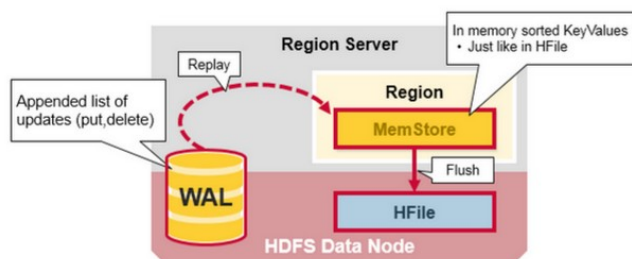 Region Server
In memory sorted KeyValues
• Just like in HFile
Replay
Appended list of
updates (put,delete)
Region
MemStore
Flush
WAL
HFile
HDFS Data Node